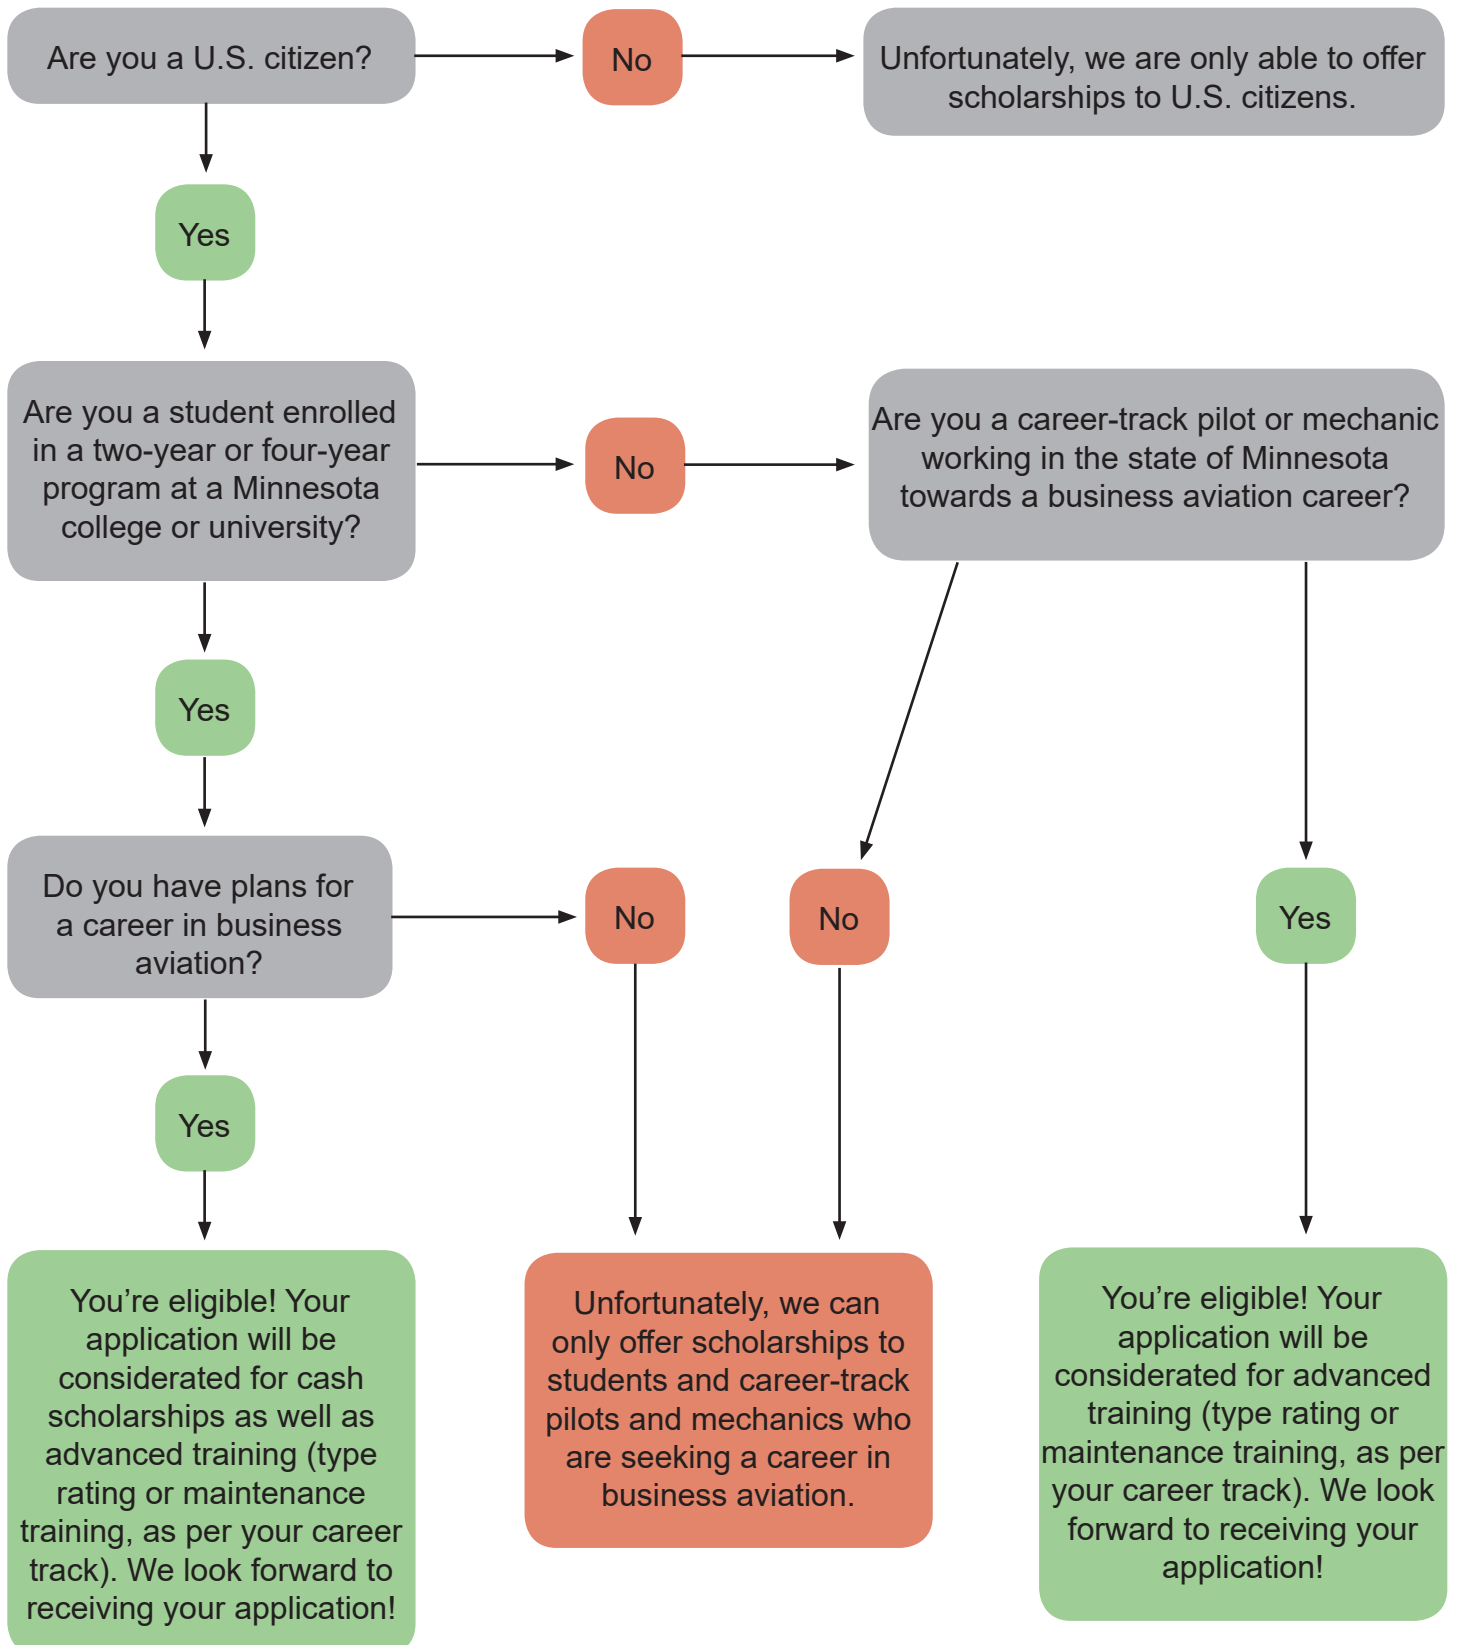 Are you a U.S. citizen?
No
Unfortunately, we are only able to offer
scholarships to U.S. citizens.
Yes
Are you a student enrolled
in a two-year or four-year
program at a Minnesota
college or university?
No
Are you a career-track pilot or mechanic
working in the state of Minnesota
towards a business aviation career?
Yes
Do you have plans for
a career in business
aviation?
No
No
Yes
Yes
You’re eligible! Your
application will be
considerated for cash
scholarships as well as
advanced training (type
rating or maintenance
training, as per your career
track). We look forward to
receiving your application!
Unfortunately, we can
only offer scholarships to
students and career-track
pilots and mechanics who
are seeking a career in
business aviation.
You’re eligible! Your
application will be
considerated for advanced
training (type rating or
maintenance training, as per
your career track). We look
forward to receiving your
application!